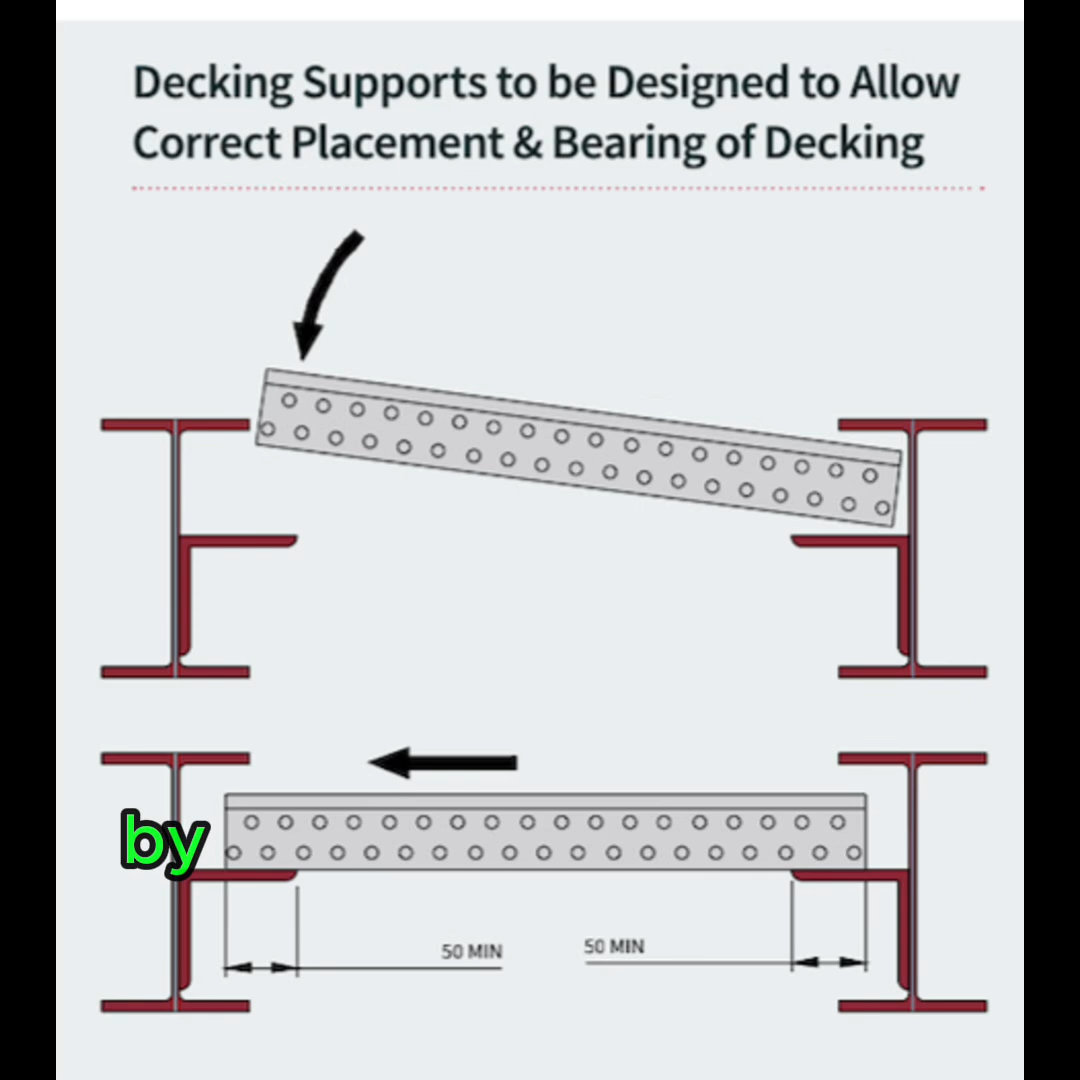 Decking Supports to be Designed to Allow
Correct Placement & Bearing of Decking
by
50 MIN
50 MIN